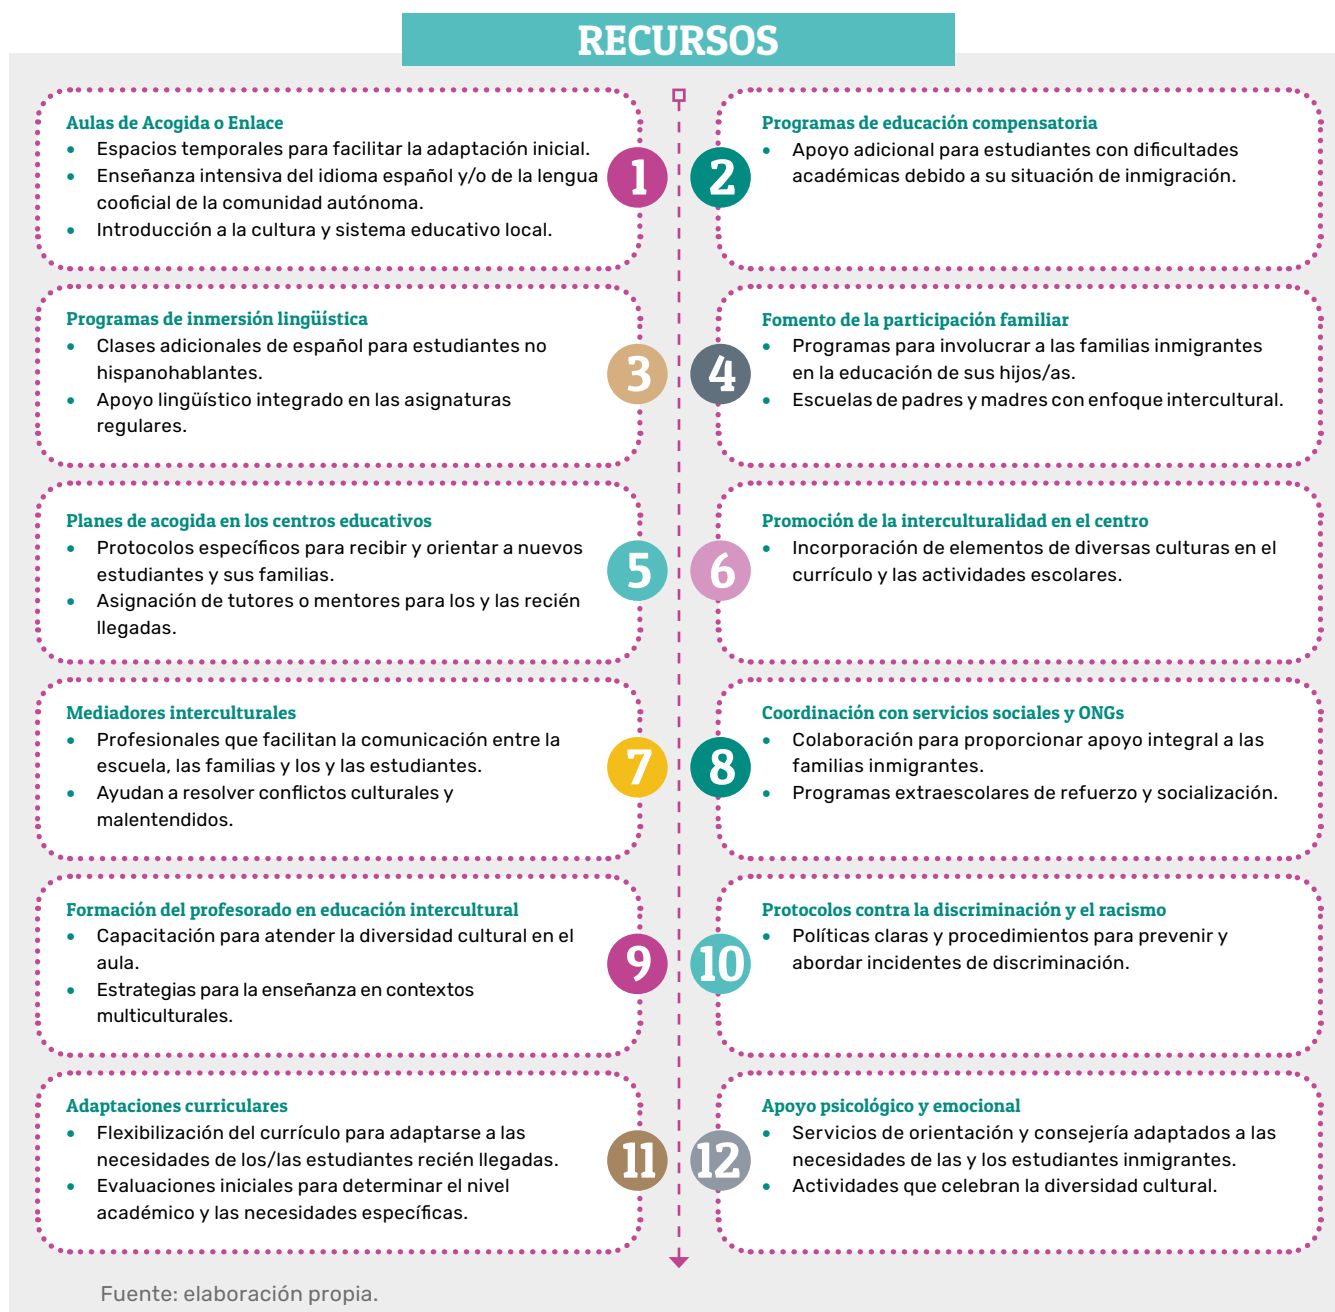 RECURSOS
Aulas de Acogida o Enlace
• Espacios temporales para facilitar la adaptación inicial.
• Enseñanza intensiva del idioma español y/o de la lengua
cooficial de la comunidad autónoma.
• Introducción a la cultura y sistema educativo local.
1
2
Programas de educación compensatoria
• Apoyo adicional para estudiantes con dificultades
académicas debido a su situación de inmigración.
Programas de inmersión lingüística
• Clases adicionales de español para estudiantes no
hispanohablantes.
• Apoyo lingüístico integrado en las asignaturas
regulares.
3
4
Fomento de la participación familiar
• Programas para involucrar a las familias inmigrantes
en la educación de sus hijos/as.
• Escuelas de padres y madres con enfoque intercultural.
Planes de acogida en los centros educativos
• Protocolos específicos para recibir y orientar a nuevos
estudiantes y sus familias.
• Asignación de tutores o mentores para los y las recién
llegadas.
5
6
Promoción de la interculturalidad en el centro
• Incorporación de elementos de diversas culturas en el
currículo y las actividades escolares.
Mediadores interculturales
• Profesionales que facilitan la comunicación entre la
escuela, las familias y los y las estudiantes.
• Ayudan a resolver conflictos culturales y
malentendidos.
7
8
Coordinación con servicios sociales y ONGs
• Colaboración para proporcionar apoyo integral a las
familias inmigrantes.
• Programas extraescolares de refuerzo y socialización.
Formación del profesorado en educación intercultural
• Capacitación para atender la diversidad cultural en el
aula.
• Estrategias para la enseñanza en contextos
multiculturales.
9
10
Protocolos contra la discriminación y el racismo
• Políticas claras y procedimientos para prevenir y
abordar incidentes de discriminación.
Adaptaciones curriculares
• Flexibilización del currículo para adaptarse a las
necesidades de los/las estudiantes recién llegadas.
• Evaluaciones iniciales para determinar el nivel
académico y las necesidades específicas.
11
12
Apoyo psicológico y emocional
• Servicios de orientación y consejería adaptados a las
necesidades de las y los estudiantes inmigrantes.
• Actividades que celebran la diversidad cultural.
Fuente: elaboración propia.